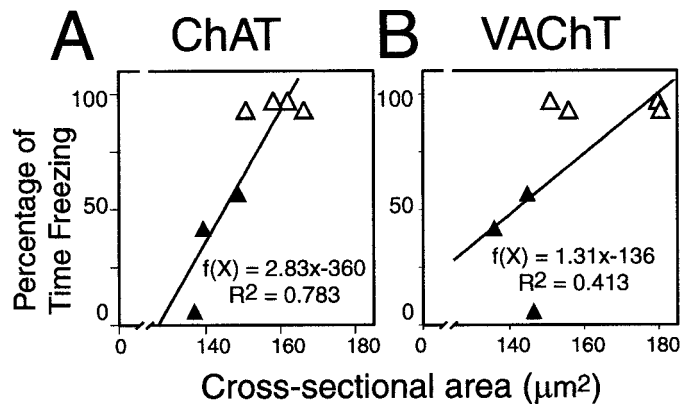 A ChAT
B VAChT
Percentage of
Time Freezing
100
50
0
f(X) = 2.83x-360
R2 = 0.783
0 140 160 180
100
50
0
f(x) = 1.31x-136
R2 = 0.413
0 140 160 180
Cross-sectional area (µm2)